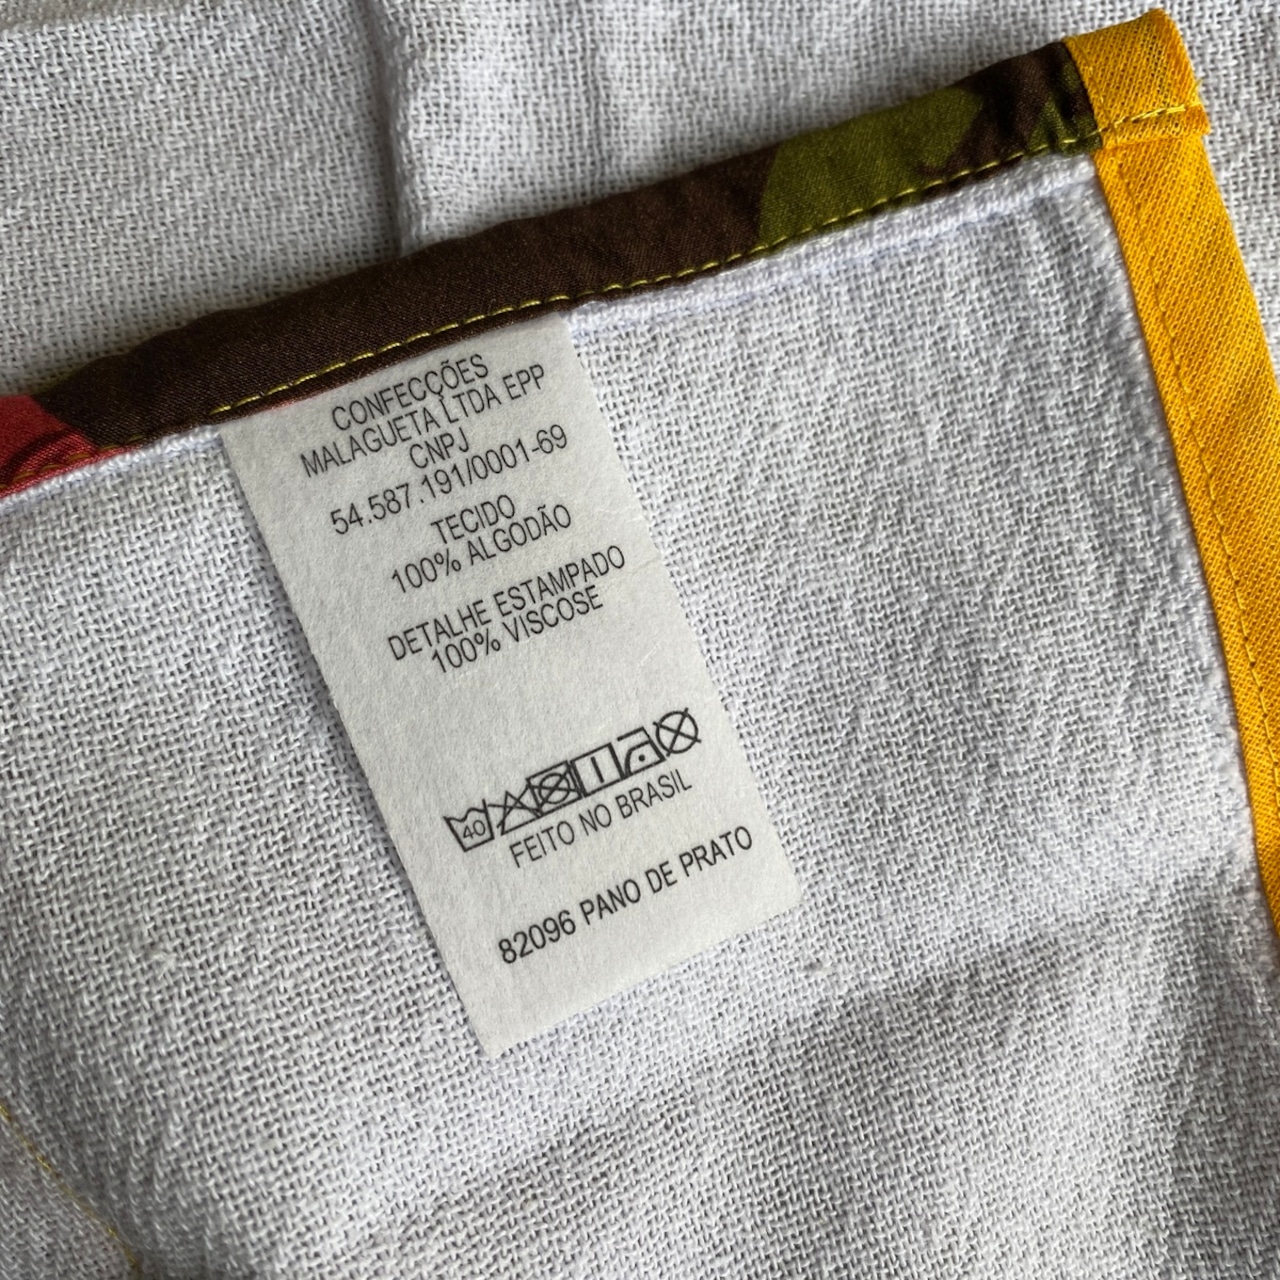 CONFECÇÕES
MALAGUETA LTDA EPP
CNPJ
54.587.191/0001-69
TECIDO
100% ALGODÃO
DETALHE ESTAMPADO
100% VISCOSE
40
FEITO NO BRASIL
82096 PANO DE PRATO